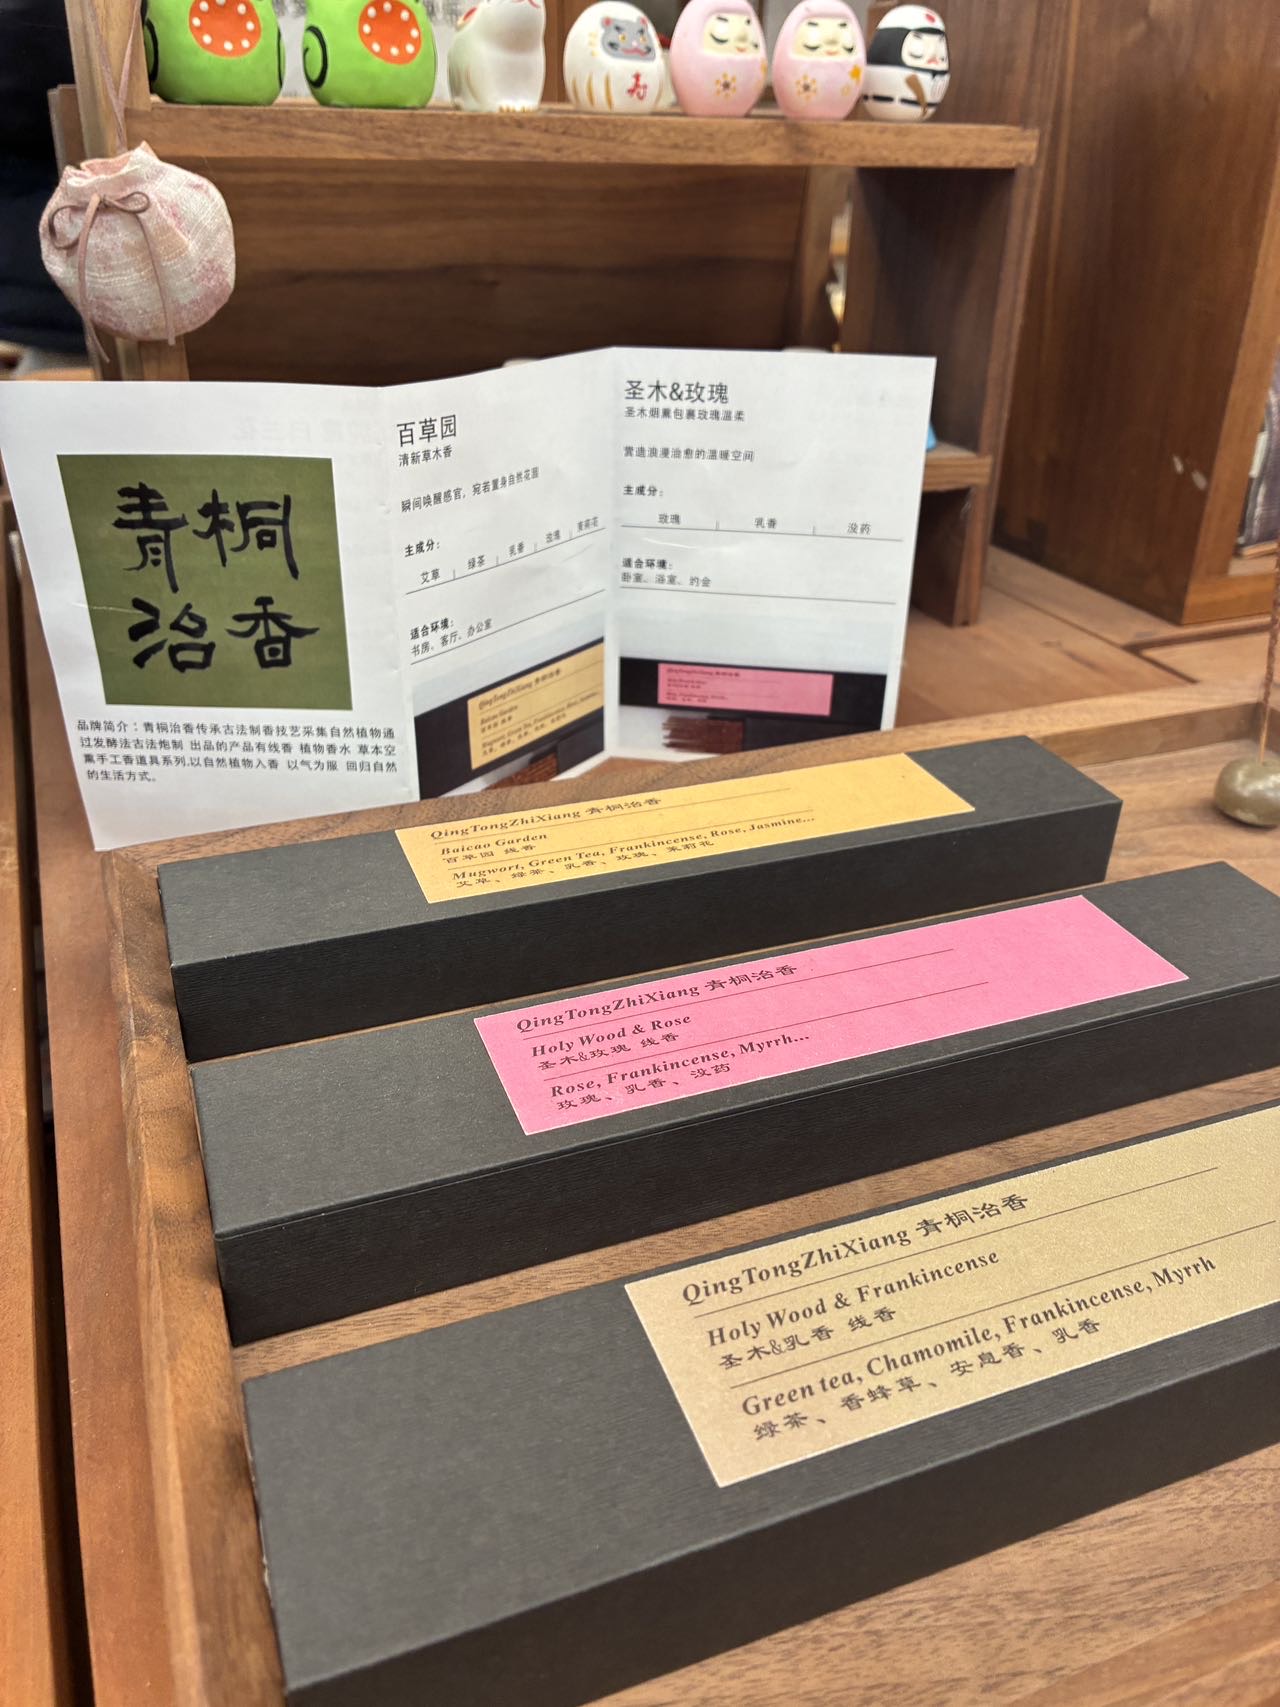 寿
青桐
治香
品牌简介：青桐治香传承古法制香技艺采集自然植物通
过发酵法古法炮制 出品的产品有线香 植物香水 草本空
熏手工香道具系列,以自然植物入香 以气为服 回归自然
的生活方式。
百草园
清新草木香
瞬间唤醒感官，宛若置身自然花园
主成分：
艾草 | 绿茶 | 乳香 | 玫瑰 | 茉莉花
适合环境：
书房、客厅、办公室
QingTongZhiXiang 青桐治香
Baicao Garden
圣木&玫瑰
圣木烟熏包裹玫瑰温柔
营造浪漫治愈的温暖空间
主成分：
玫瑰 | 乳香 | 没药
适合环境：
卧室、浴室、约会
QingTongZhiXiang 青桐治香
Baicao Garden
百草园 线香
Mugwort, Green Tea, Frankincense, Rose, Jasmine...
艾草、绿茶、乳香、玫瑰、茉莉花
QingTongZhiXiang 青桐治香
Holy Wood & Rose
圣木&玫瑰 线香
Rose, Frankincense, Myrrh...
玫瑰、乳香、没药
QingTongZhiXiang 青桐治香
Holy Wood & Frankincense
圣木&乳香 线香
Green tea, Chamomile, Frankincense, Myrrh
绿茶、香蜂草、安息香、乳香